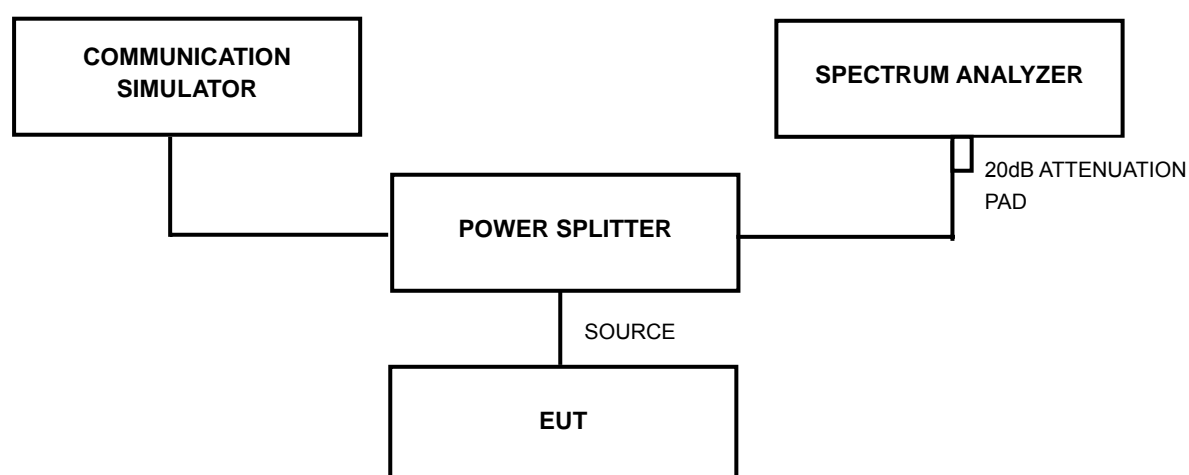 COMMUNICATION
SIMULATOR
SPECTRUM ANALYZER
20dB ATTENUATION
PAD
POWER SPLITTER
SOURCE
EUT